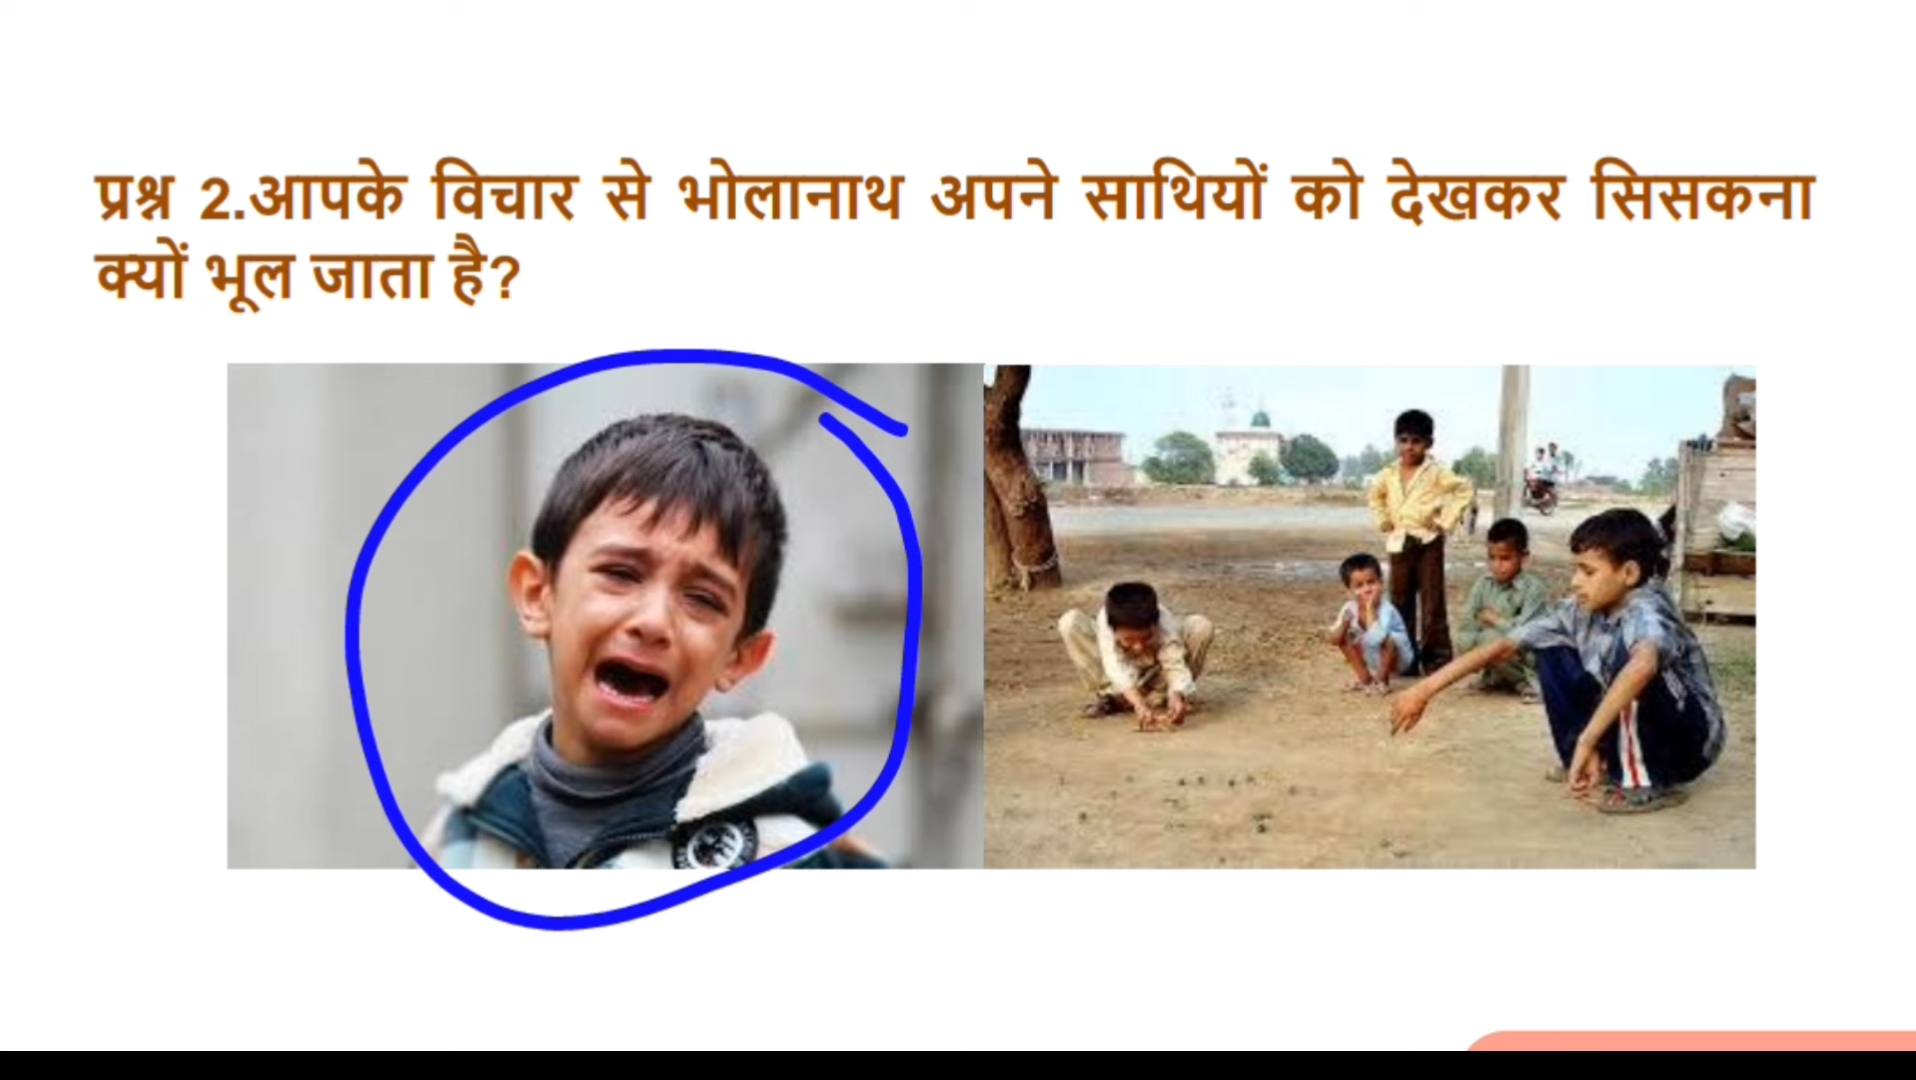 प्रश्न 2.आपके विचार से भोलानाथ अपने साथियों को देखकर सिसकना
क्यों भूल जाता है?